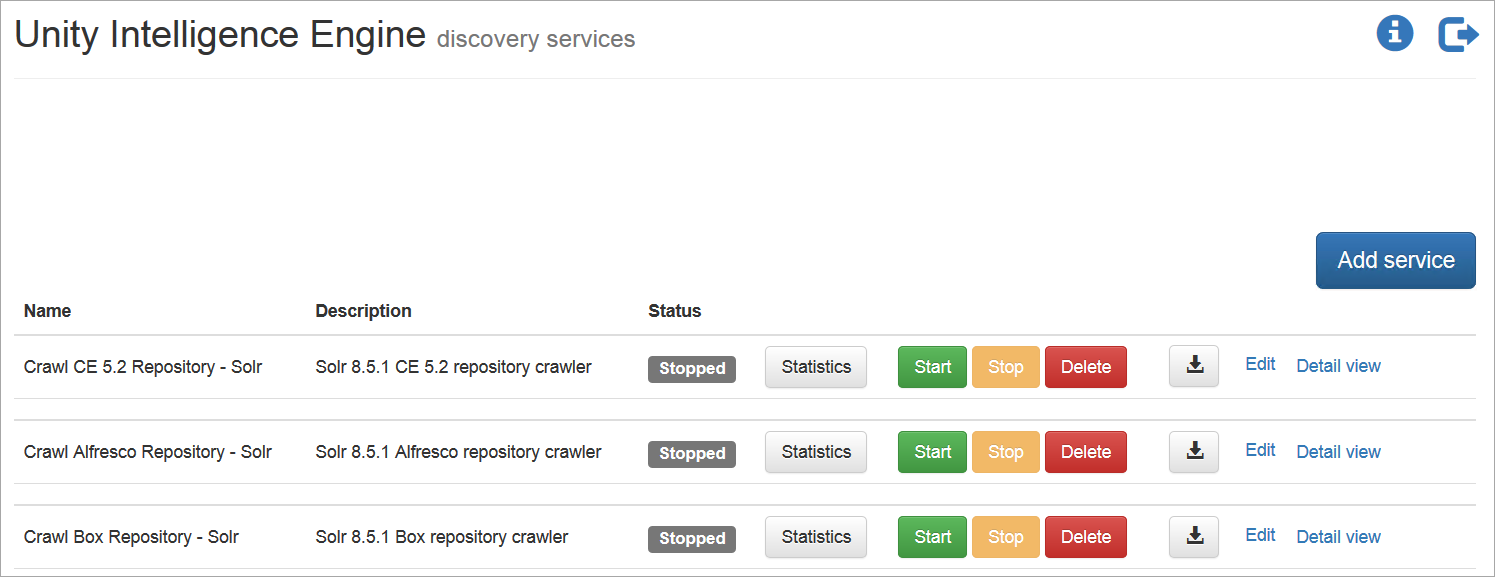 Unity Intelligence Engine discovery services
Add service
Name Description Status
Crawl CE 5.2 Repository - Solr Solr 8.5.1 CE 5.2 repository crawler Stopped Statistics Start Stop Delete Edit Detail view
Crawl Alfresco Repository - Solr Solr 8.5.1 Alfresco repository crawler Stopped Statistics Start Stop Delete Edit Detail view
Crawl Box Repository - Solr Solr 8.5.1 Box repository crawler Stopped Statistics Start Stop Delete Edit Detail view